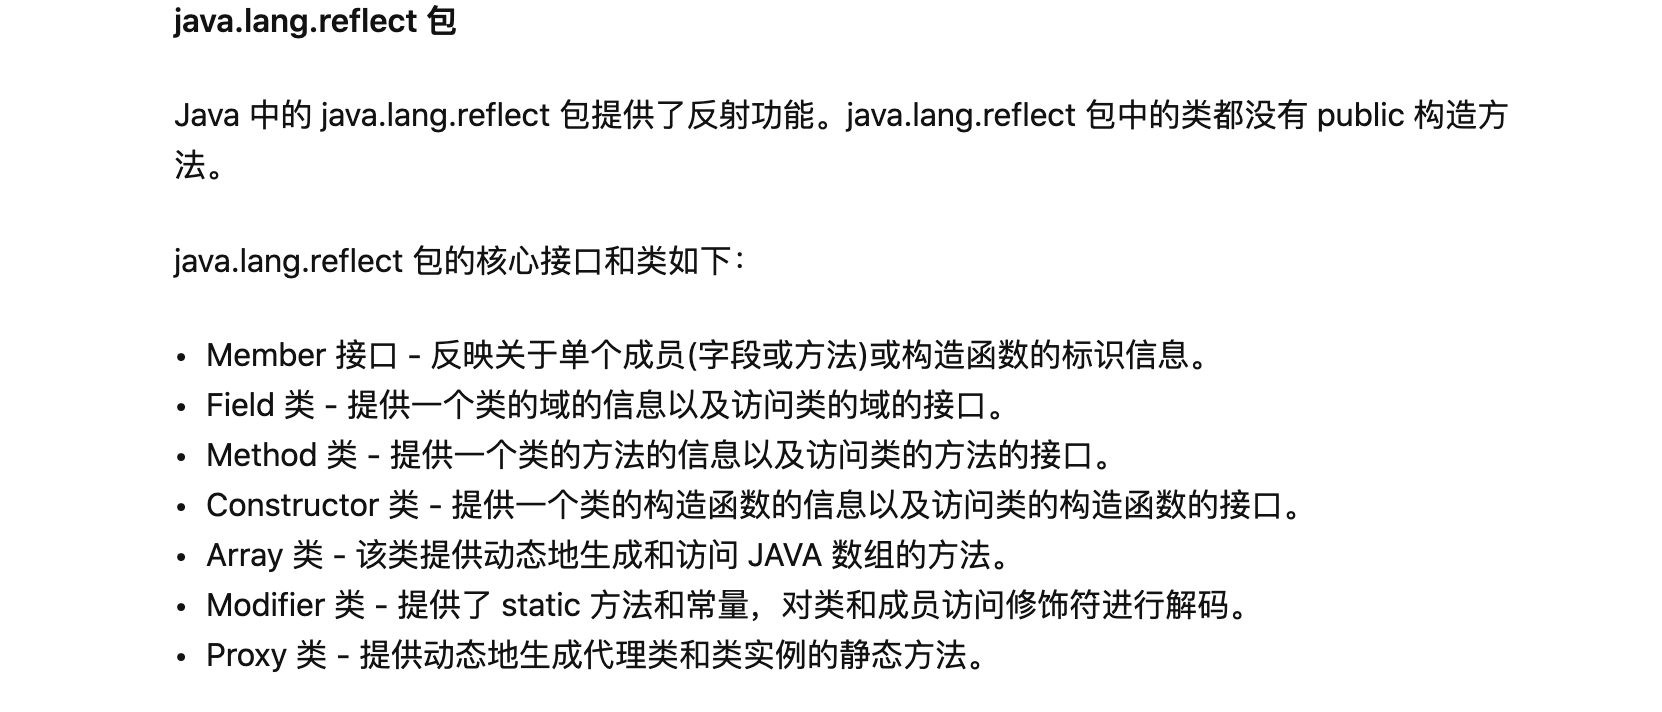 java.lang.reflect 包
Java 中的 java.lang.reflect 包提供了反射功能。java.lang.reflect 包中的类都没有 public 构造方
法。
java.lang.reflect 包的核心接口和类如下：
• Member 接口 - 反映关于单个成员(字段或方法)或构造函数的标识信息。
• Field 类 - 提供一个类的域的信息以及访问类的域的接口。
• Method 类 - 提供一个类的方法的信息以及访问类的方法的接口。
• Constructor 类 - 提供一个类的构造函数的信息以及访问类的构造函数的接口。
• Array 类 - 该类提供动态地生成和访问 JAVA 数组的方法。
• Modifier 类 - 提供了 static 方法和常量，对类和成员访问修饰符进行解码。
• Proxy 类 - 提供动态地生成代理类和类实例的静态方法。